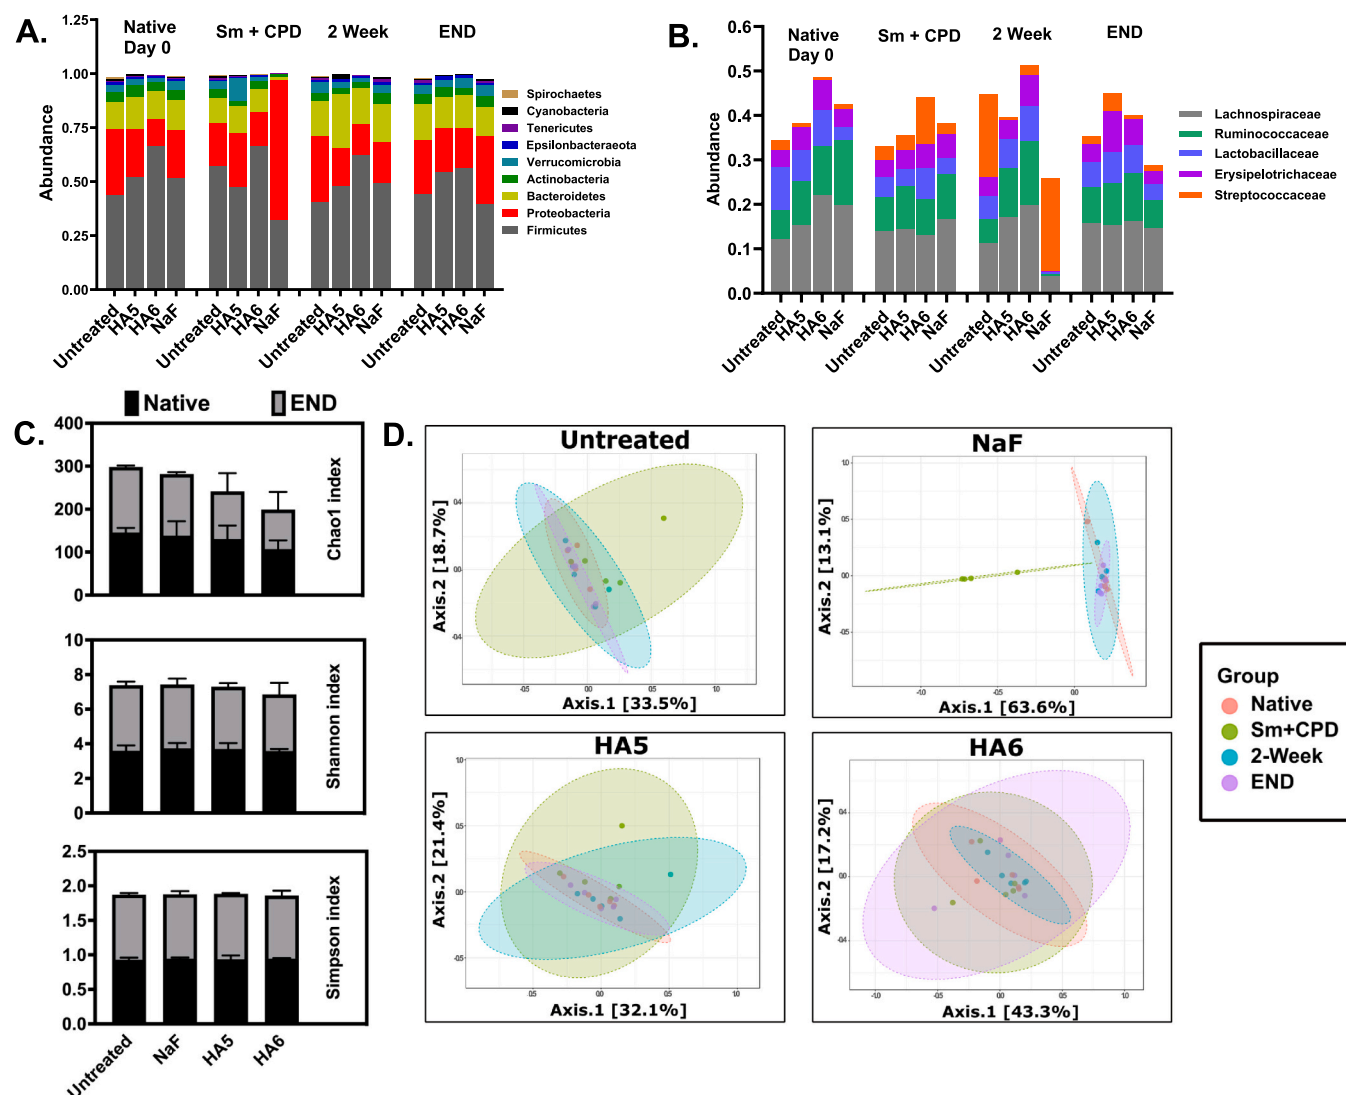 A.
Native
Day 0
Sm + CPD
2 Week
END
1.25
1.00
0.75
0.50
0.25
0.00
Abundance
Untreated
HA5
HA6
NaF
Untreated
HA5
HA6
NaF
Untreated
HA5
HA6
NaF
Untreated
HA5
HA6
NaF
Spirochaetes
Cyanobacteria
Tenericutes
Epsilonbacteraeota
Verrucomicrobia
Actinobacteria
Bacteroidetes
Proteobacteria
Firmicutes
B.
Native
Day 0
Sm + CPD
2 Week
END
0.6
0.5
0.4
0.3
0.2
0.1
0.0
Abundance
Untreated
HA5
HA6
NaF
Untreated
HA5
HA6
NaF
Untreated
HA5
HA6
NaF
Untreated
HA5
HA6
NaF
Lachnospiraceae
Ruminococcaceae
Lactobacillaceae
Erysipelotrichaceae
Streptococcaceae
C.
Native
END
400
300
200
100
0
Chao1 index
10
8
6
4
2
0
Shannon index
2.5
2.0
1.5
1.0
0.5
0.0
Simpson index
Untreated
NaF
HA5
HA6
D.
Untreated
Axis.2 [18.7%]
Axis.1 [33.5%]
NaF
Axis.2 [13.1%]
Axis.1 [63.6%]
HA5
Axis.2 [21.4%]
Axis.1 [32.1%]
HA6
Axis.2 [17.2%]
Axis.1 [43.3%]
Group
Native
Sm+CPD
2-Week
END